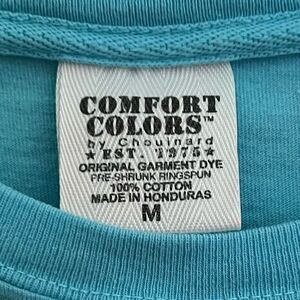 COMFORT
COLORS™
by Chouinard
★ EST. 1975 ★
ORIGINAL GARMENT DYE
PRE-SHRUNK RINGSPUN
100% COTTON
MADE IN HONDURAS
M